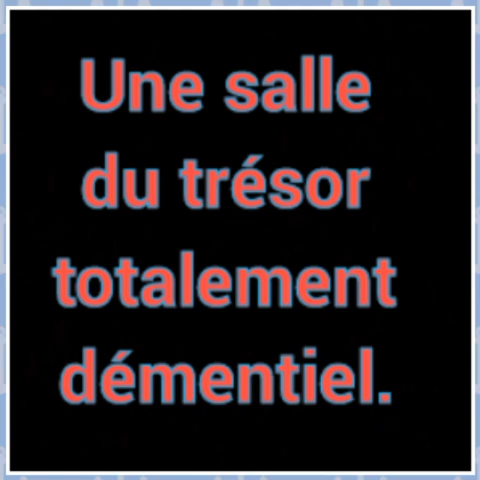 Une salle
du trésor
totalement
démentiel.